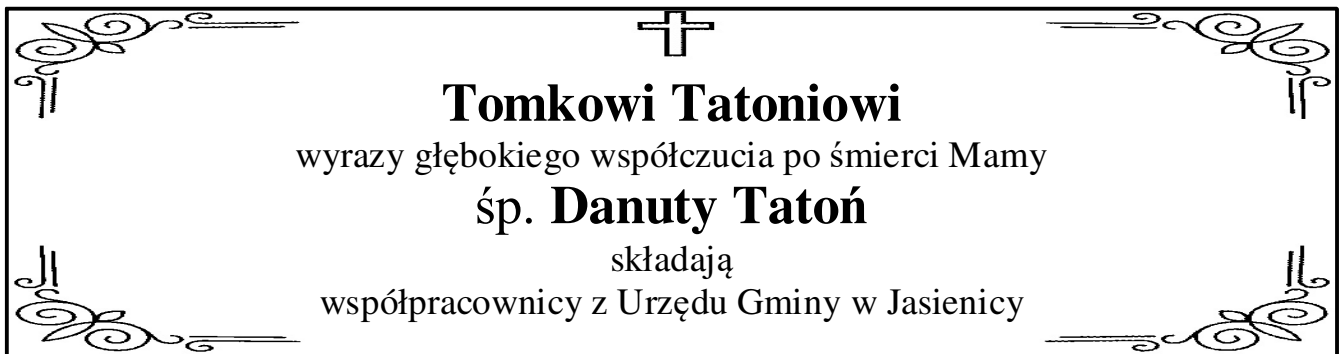 Tomkowi Tatoniowi
wyrazy głębokiego współczucia po śmierci Mamy
śp. Danuty Tatoń
składają
współpracownicy z Urzędu Gminy w Jasienicy